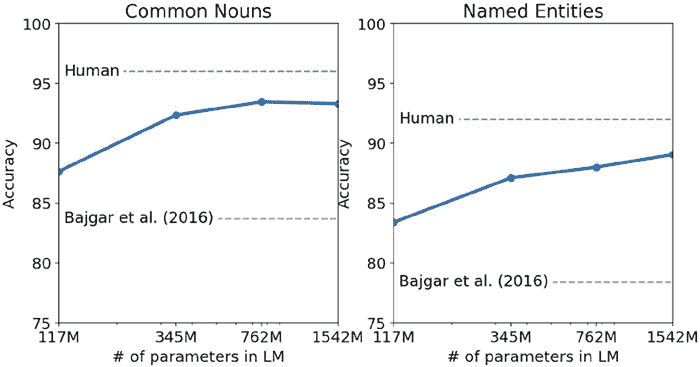 Common Nouns
100
95
90
85
80
75
Accuracy
Human
Bajgar et al. (2016)
117M
345M
762M
1542M
# of parameters in LM
Named Entities
100
95
90
85
80
75
Accuracy
Human
Bajgar et al. (2016)
117M
345M
762M
1542M
# of parameters in LM